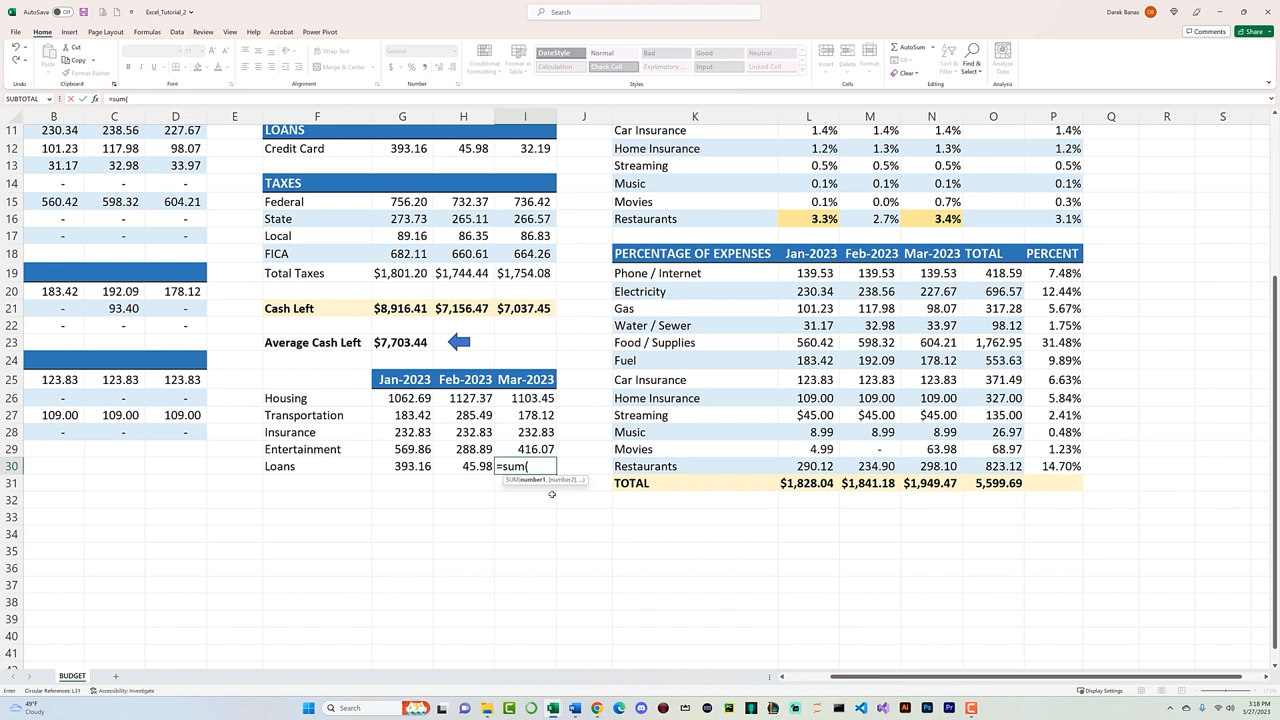 AutoSave Off Excel_Tutorial_2 Search Derek Banas DB
File Home Insert Page Layout Formulas Data Review View Help Acrobat Power Pivot Comments Share
Cut
Copy
Format Painter
Paste
Wrap Text
Merge & Center
General
Conditional Formatting
Format as Table
DateStyle Normal Bad Good Neutral
Calculation Check Cell Explanatory ... Input Linked Cell
Insert Delete Format
AutoSum
Fill
Clear
Sort & Filter
Find & Select
Analyze Data
Undo Clipboard Font Alignment Number Styles Cells Editing Analysis
SUBTOTAL =sum(
B C D E F G H I J K L M N O P Q R S
11 230.34 238.56 227.67 LOANS Car Insurance 1.4% 1.4% 1.4% 1.4%
12 101.23 117.98 98.07 Credit Card 393.16 45.98 32.19 Home Insurance 1.2% 1.3% 1.3% 1.2%
13 31.17 32.98 33.97 Streaming 0.5% 0.5% 0.5% 0.5%
14 - - - TAXES Music 0.1% 0.1% 0.1% 0.1%
15 560.42 598.32 604.21 Federal 756.20 732.37 736.42 Movies 0.1% 0.0% 0.7% 0.3%
16 - - - State 273.73 265.11 266.57 Restaurants 3.3% 2.7% 3.4% 3.1%
17 - - - Local 89.16 86.35 86.83
18 FICA 682.11 660.61 664.26 PERCENTAGE OF EXPENSES Jan-2023 Feb-2023 Mar-2023 TOTAL PERCENT
19 Total Taxes $1,801.20 $1,744.44 $1,754.08 Phone / Internet 139.53 139.53 139.53 418.59 7.48%
20 183.42 192.09 178.12 Electricity 230.34 238.56 227.67 696.57 12.44%
21 - 93.40 - Cash Left $8,916.41 $7,156.47 $7,037.45 Gas 101.23 117.98 98.07 317.28 5.67%
22 - - - Water / Sewer 31.17 32.98 33.97 98.12 1.75%
23 Average Cash Left $7,703.44 Food / Supplies 560.42 598.32 604.21 1,762.95 31.48%
24 Fuel 183.42 192.09 178.12 553.63 9.89%
25 123.83 123.83 123.83 Jan-2023 Feb-2023 Mar-2023 Car Insurance 123.83 123.83 123.83 371.49 6.63%
26 - - - Housing 1062.69 1127.37 1103.45 Home Insurance 109.00 109.00 109.00 327.00 5.84%
27 109.00 109.00 109.00 Transportation 183.42 285.49 178.12 Streaming $45.00 $45.00 $45.00 135.00 2.41%
28 - - - Insurance 232.83 232.83 232.83 Music 8.99 8.99 8.99 26.97 0.48%
29 Entertainment 569.86 288.89 416.07 Movies 4.99 - 63.98 68.97 1.23%
30 Loans 393.16 45.98 =sum( Restaurants 290.12 234.90 298.10 823.12 14.70%
SUM(number1, [number2], ...)
31 TOTAL $1,828.04 $1,841.18 $1,949.47 5,599.69
32
33
34
35
36
37
38
39
40
41
BUDGET
Enter Circular References: L31 Accessibility: Investigate Display Settings 175%
49°F
Cloudy
Search
3:18 PM
3/27/2023